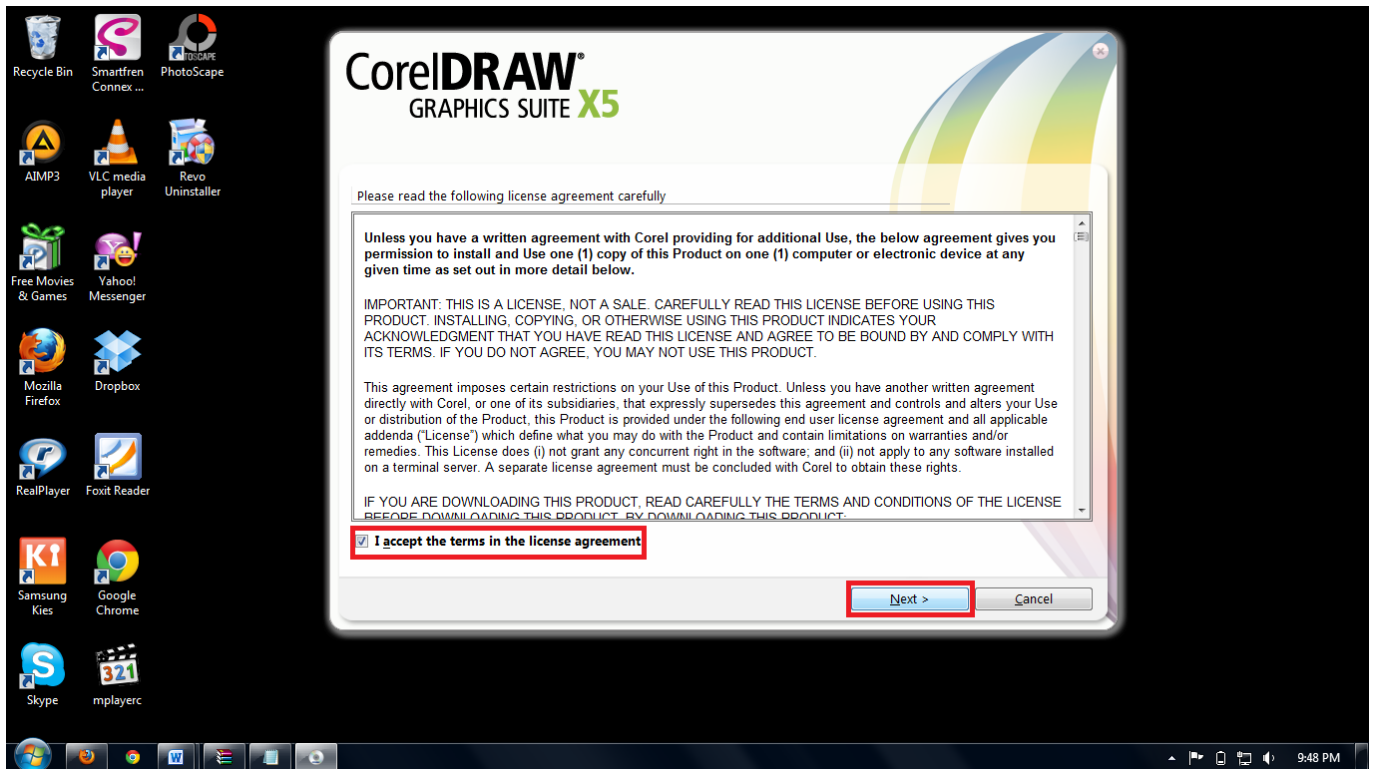 Recycle Bin
Smartfren
Connex ...
TOSCAPE
PhotoScape
AIMP3
VLC media
player
Revo
Uninstaller
Free Movies
& Games
Yahoo!
Messenger
Mozilla
Firefox
Dropbox
RealPlayer
Foxit Reader
Samsung
Kies
Google
Chrome
Skype
321
mplayerc
CorelDRAW®
GRAPHICS SUITE X5
Please read the following license agreement carefully
Unless you have a written agreement with Corel providing for additional Use, the below agreement gives you
permission to install and Use one (1) copy of this Product on one (1) computer or electronic device at any
given time as set out in more detail below.
IMPORTANT: THIS IS A LICENSE, NOT A SALE. CAREFULLY READ THIS LICENSE BEFORE USING THIS
PRODUCT. INSTALLING, COPYING, OR OTHERWISE USING THIS PRODUCT INDICATES YOUR
ACKNOWLEDGMENT THAT YOU HAVE READ THIS LICENSE AND AGREE TO BE BOUND BY AND COMPLY WITH
ITS TERMS. IF YOU DO NOT AGREE, YOU MAY NOT USE THIS PRODUCT.
This agreement imposes certain restrictions on your Use of this Product. Unless you have another written agreement
directly with Corel, or one of its subsidiaries, that expressly supersedes this agreement and controls and alters your Use
or distribution of the Product, this Product is provided under the following end user license agreement and all applicable
addenda ("License") which define what you may do with the Product and contain limitations on warranties and/or
remedies. This License does (i) not grant any concurrent right in the software; and (ii) not apply to any software installed
on a terminal server. A separate license agreement must be concluded with Corel to obtain these rights.
IF YOU ARE DOWNLOADING THIS PRODUCT, READ CAREFULLY THE TERMS AND CONDITIONS OF THE LICENSE
BEFORE DOWNLOADING THIS PRODUCT. BY DOWNLOADING THIS PRODUCT:
I accept the terms in the license agreement
Next >
Cancel
9:48 PM